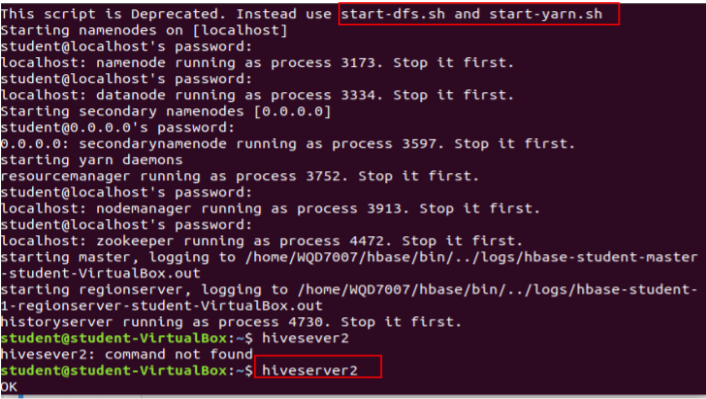 This script is Deprecated. Instead use start-dfs.sh and start-yarn.sh
Starting namenodes on [localhost]
student@localhost's password:
localhost: namenode running as process 3173. Stop it first.
student@localhost's password:
localhost: datanode running as process 3334. Stop it first.
Starting secondary namenodes [0.0.0.0]
student@0.0.0.0's password:
0.0.0.0: secondarynamenode running as process 3597. Stop it first.
starting yarn daemons
resourcemanager running as process 3752. Stop it first.
student@localhost's password:
localhost: nodemanager running as process 3913. Stop it first.
student@localhost's password:
localhost: zookeeper running as process 4472. Stop it first.
starting master, logging to /home/WQD7007/hbase/bin/../logs/hbase-student-master
-student-VirtualBox.out
starting regionserver, logging to /home/WQD7007/hbase/bin/../logs/hbase-student-
1-regionserver-student-VirtualBox.out
historyserver running as process 4730. Stop it first.
student@student-VirtualBox:~$ hivesever2
hivesever2: command not found
student@student-VirtualBox:~$ hiveserver2
OK